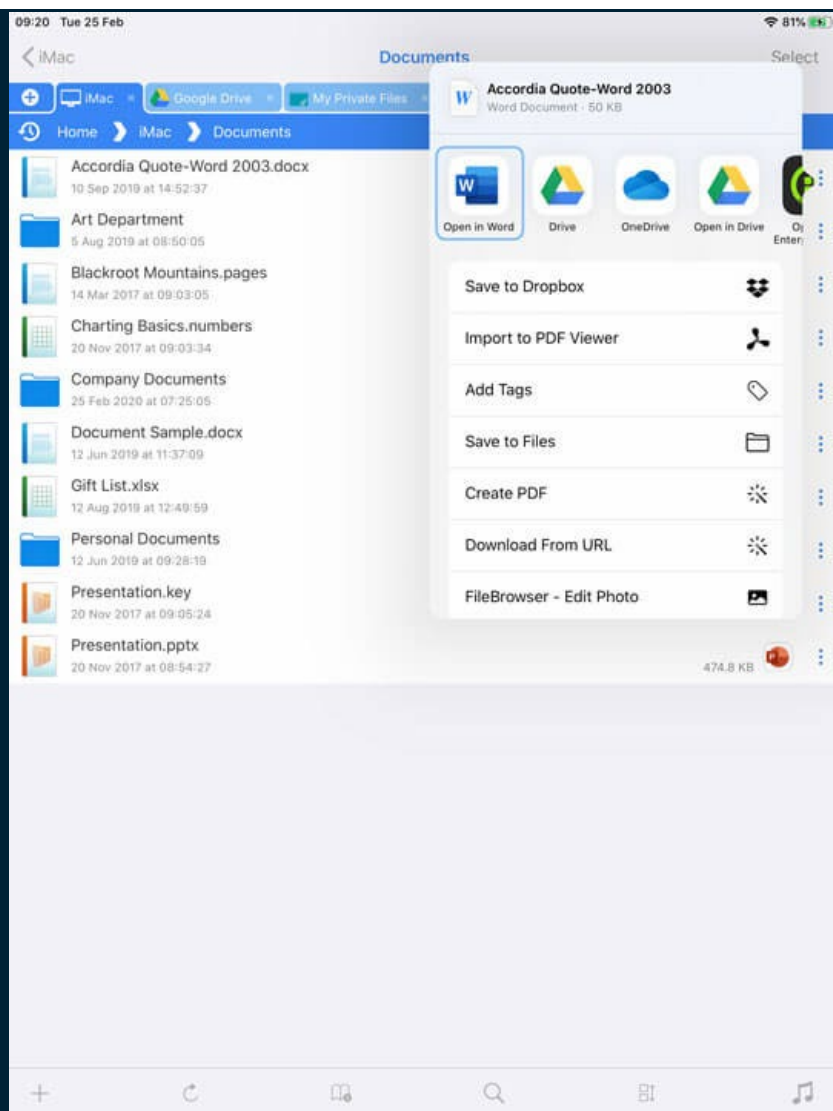 09:20 Tue 25 Feb
81%
iMac
Documents
Select
iMac
Google Drive
My Private Files
Home
iMac
Documents
Accordia Quote-Word 2003.docx
10 Sep 2019 at 14:52:37
Art Department
5 Aug 2019 at 08:50:05
Blackroot Mountains.pages
14 Mar 2017 at 09:03:05
Charting Basics.numbers
20 Nov 2017 at 09:03:34
Company Documents
25 Feb 2020 at 07:25:05
Document Sample.docx
12 Jun 2019 at 11:37:09
Gift List.xlsx
12 Aug 2019 at 12:49:59
Personal Documents
12 Jun 2019 at 09:28:19
Presentation.key
20 Nov 2017 at 09:05:24
Presentation.pptx
20 Nov 2017 at 08:54:27
474.8 KB
W
Accordia Quote-Word 2003
Word Document · 50 KB
Open in Word
Drive
OneDrive
Open in Drive
Save to Dropbox
Import to PDF Viewer
Add Tags
Save to Files
Create PDF
Download From URL
FileBrowser - Edit Photo